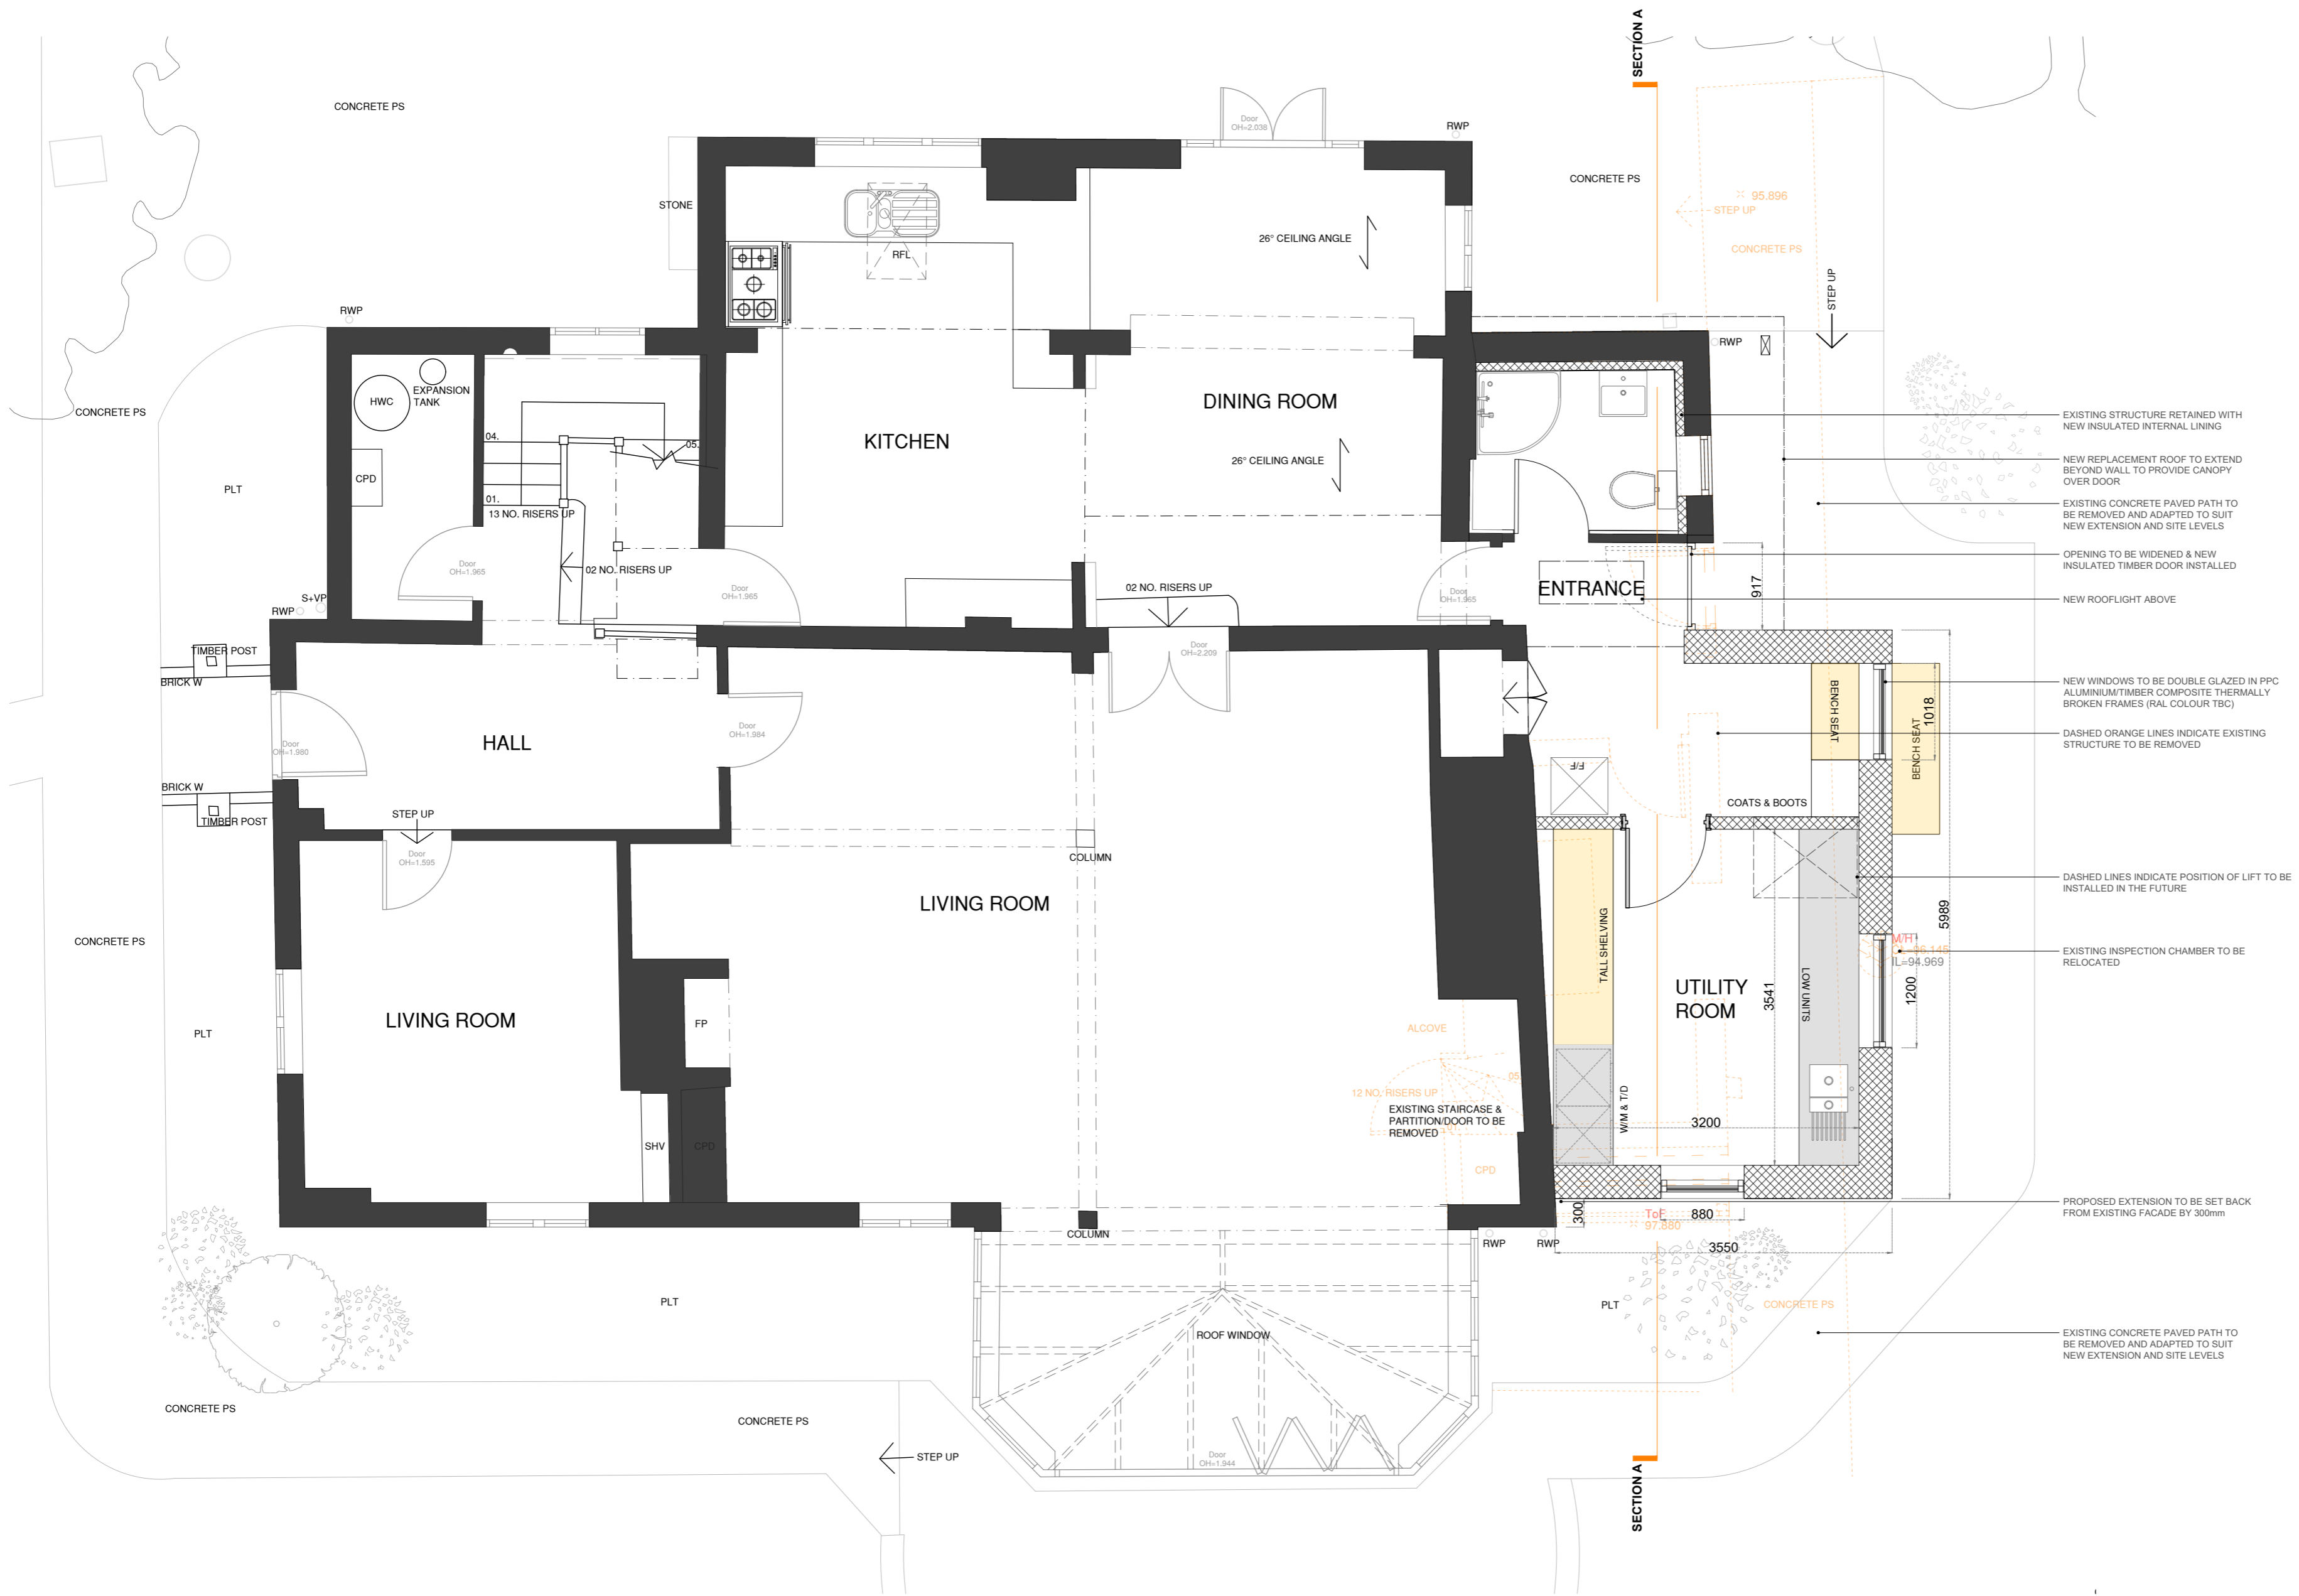 SECTION A
CONCRETE PS
Door
OH=2.038
RWP
CONCRETE PS
95.896
STEP UP
STONE
26° CEILING ANGLE
RFL
CONCRETE PS
STEP UP
RWP
RWP
EXPANSION
TANK
HWC
CONCRETE PS
DINING ROOM
KITCHEN
04.
05.
26° CEILING ANGLE
CPD
PLT
01.
13 NO. RISERS UP
EXISTING STRUCTURE RETAINED WITH
NEW INSULATED INTERNAL LINING
NEW REPLACEMENT ROOF TO EXTEND
BEYOND WALL TO PROVIDE CANOPY
OVER DOOR
EXISTING CONCRETE PAVED PATH TO
BE REMOVED AND ADAPTED TO SUIT
NEW EXTENSION AND SITE LEVELS
OPENING TO BE WIDENED & NEW
INSULATED TIMBER DOOR INSTALLED
NEW ROOFLIGHT ABOVE
Door
OH=1.965
02 NO. RISERS UP
Door
OH=1.965
02 NO. RISERS UP
Door
OH=1.965
ENTRANCE
917
S+VP
RWP
TIMBER POST
BRICK W
Door
OH=2.209
NEW WINDOWS TO BE DOUBLE GLAZED IN PPC
ALUMINIUM/TIMBER COMPOSITE THERMALLY
BROKEN FRAMES (RAL COLOUR TBC)
BENCH SEAT
1018
BENCH SEAT
DASHED ORANGE LINES INDICATE EXISTING
STRUCTURE TO BE REMOVED
Door
OH=1.980
HALL
Door
OH=1.984
F/F
BRICK W
TIMBER POST
STEP UP
COATS & BOOTS
Door
OH=1.595
COLUMN
DASHED LINES INDICATE POSITION OF LIFT TO BE
INSTALLED IN THE FUTURE
LIVING ROOM
CONCRETE PS
TALL SHELVING
5989
M/H
CL=96.145
IL=94.969
EXISTING INSPECTION CHAMBER TO BE
RELOCATED
UTILITY
ROOM
3541
LOW UNITS
1200
LIVING ROOM
FP
PLT
ALCOVE
05.
12 NO. RISERS UP
EXISTING STAIRCASE &
PARTITION/DOOR TO BE
REMOVED
W/M & T/D
3200
SHV
CPD
CPD
PROPOSED EXTENSION TO BE SET BACK
FROM EXISTING FACADE BY 300mm
300
ToF
97.880
880
COLUMN
RWP
RWP
3550
PLT
PLT
CONCRETE PS
ROOF WINDOW
EXISTING CONCRETE PAVED PATH TO
BE REMOVED AND ADAPTED TO SUIT
NEW EXTENSION AND SITE LEVELS
CONCRETE PS
CONCRETE PS
STEP UP
Door
OH=1.944
SECTION A